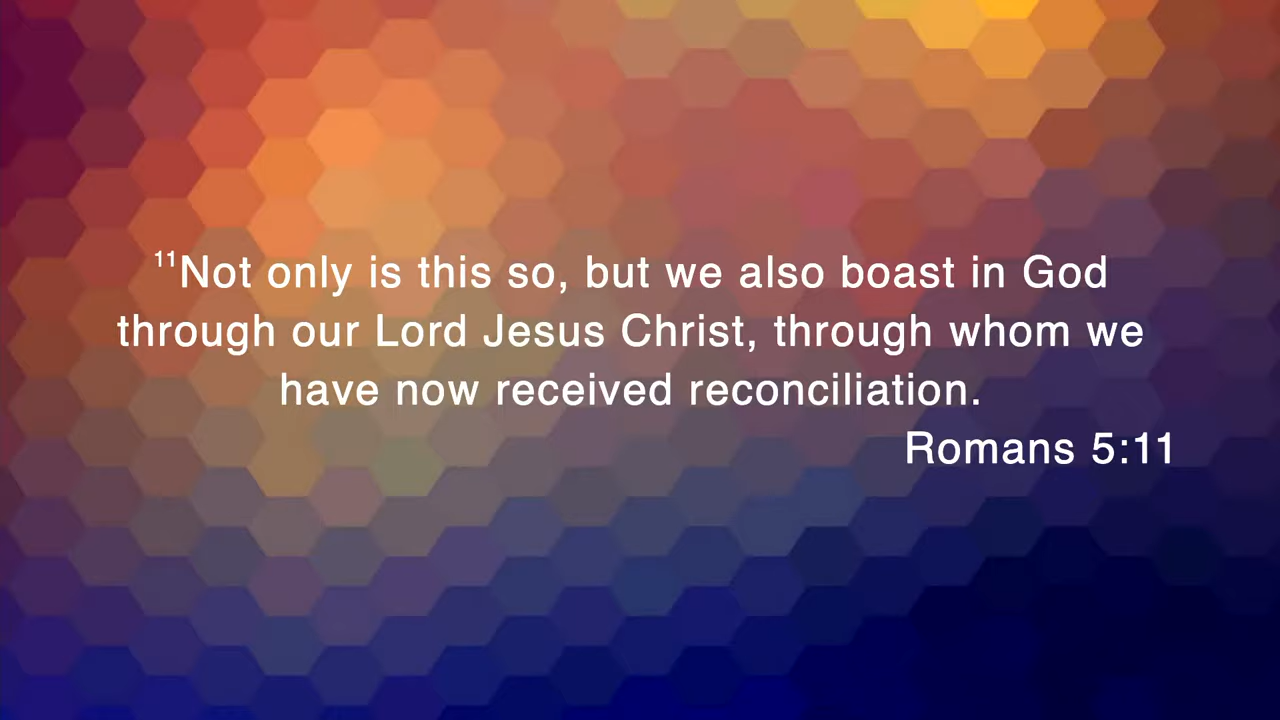 ¹¹Not only is this so, but we also boast in God
through our Lord Jesus Christ, through whom we
have now received reconciliation.
Romans 5:11